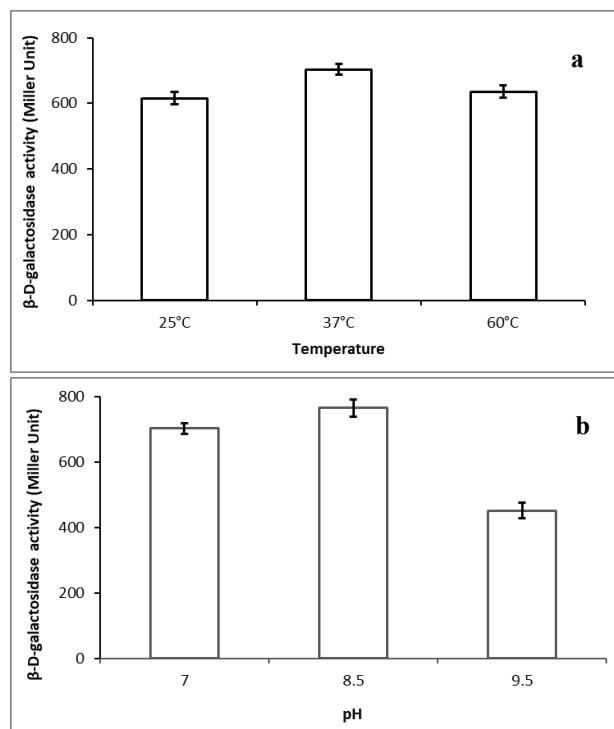 a
β-D-galactosidase activity (Miller Unit)
800
600
400
200
0
25°C 37°C 60°C
Temperature
b
β-D-galactosidase activity (Miller Unit)
800
600
400
200
0
7 8.5 9.5
pH